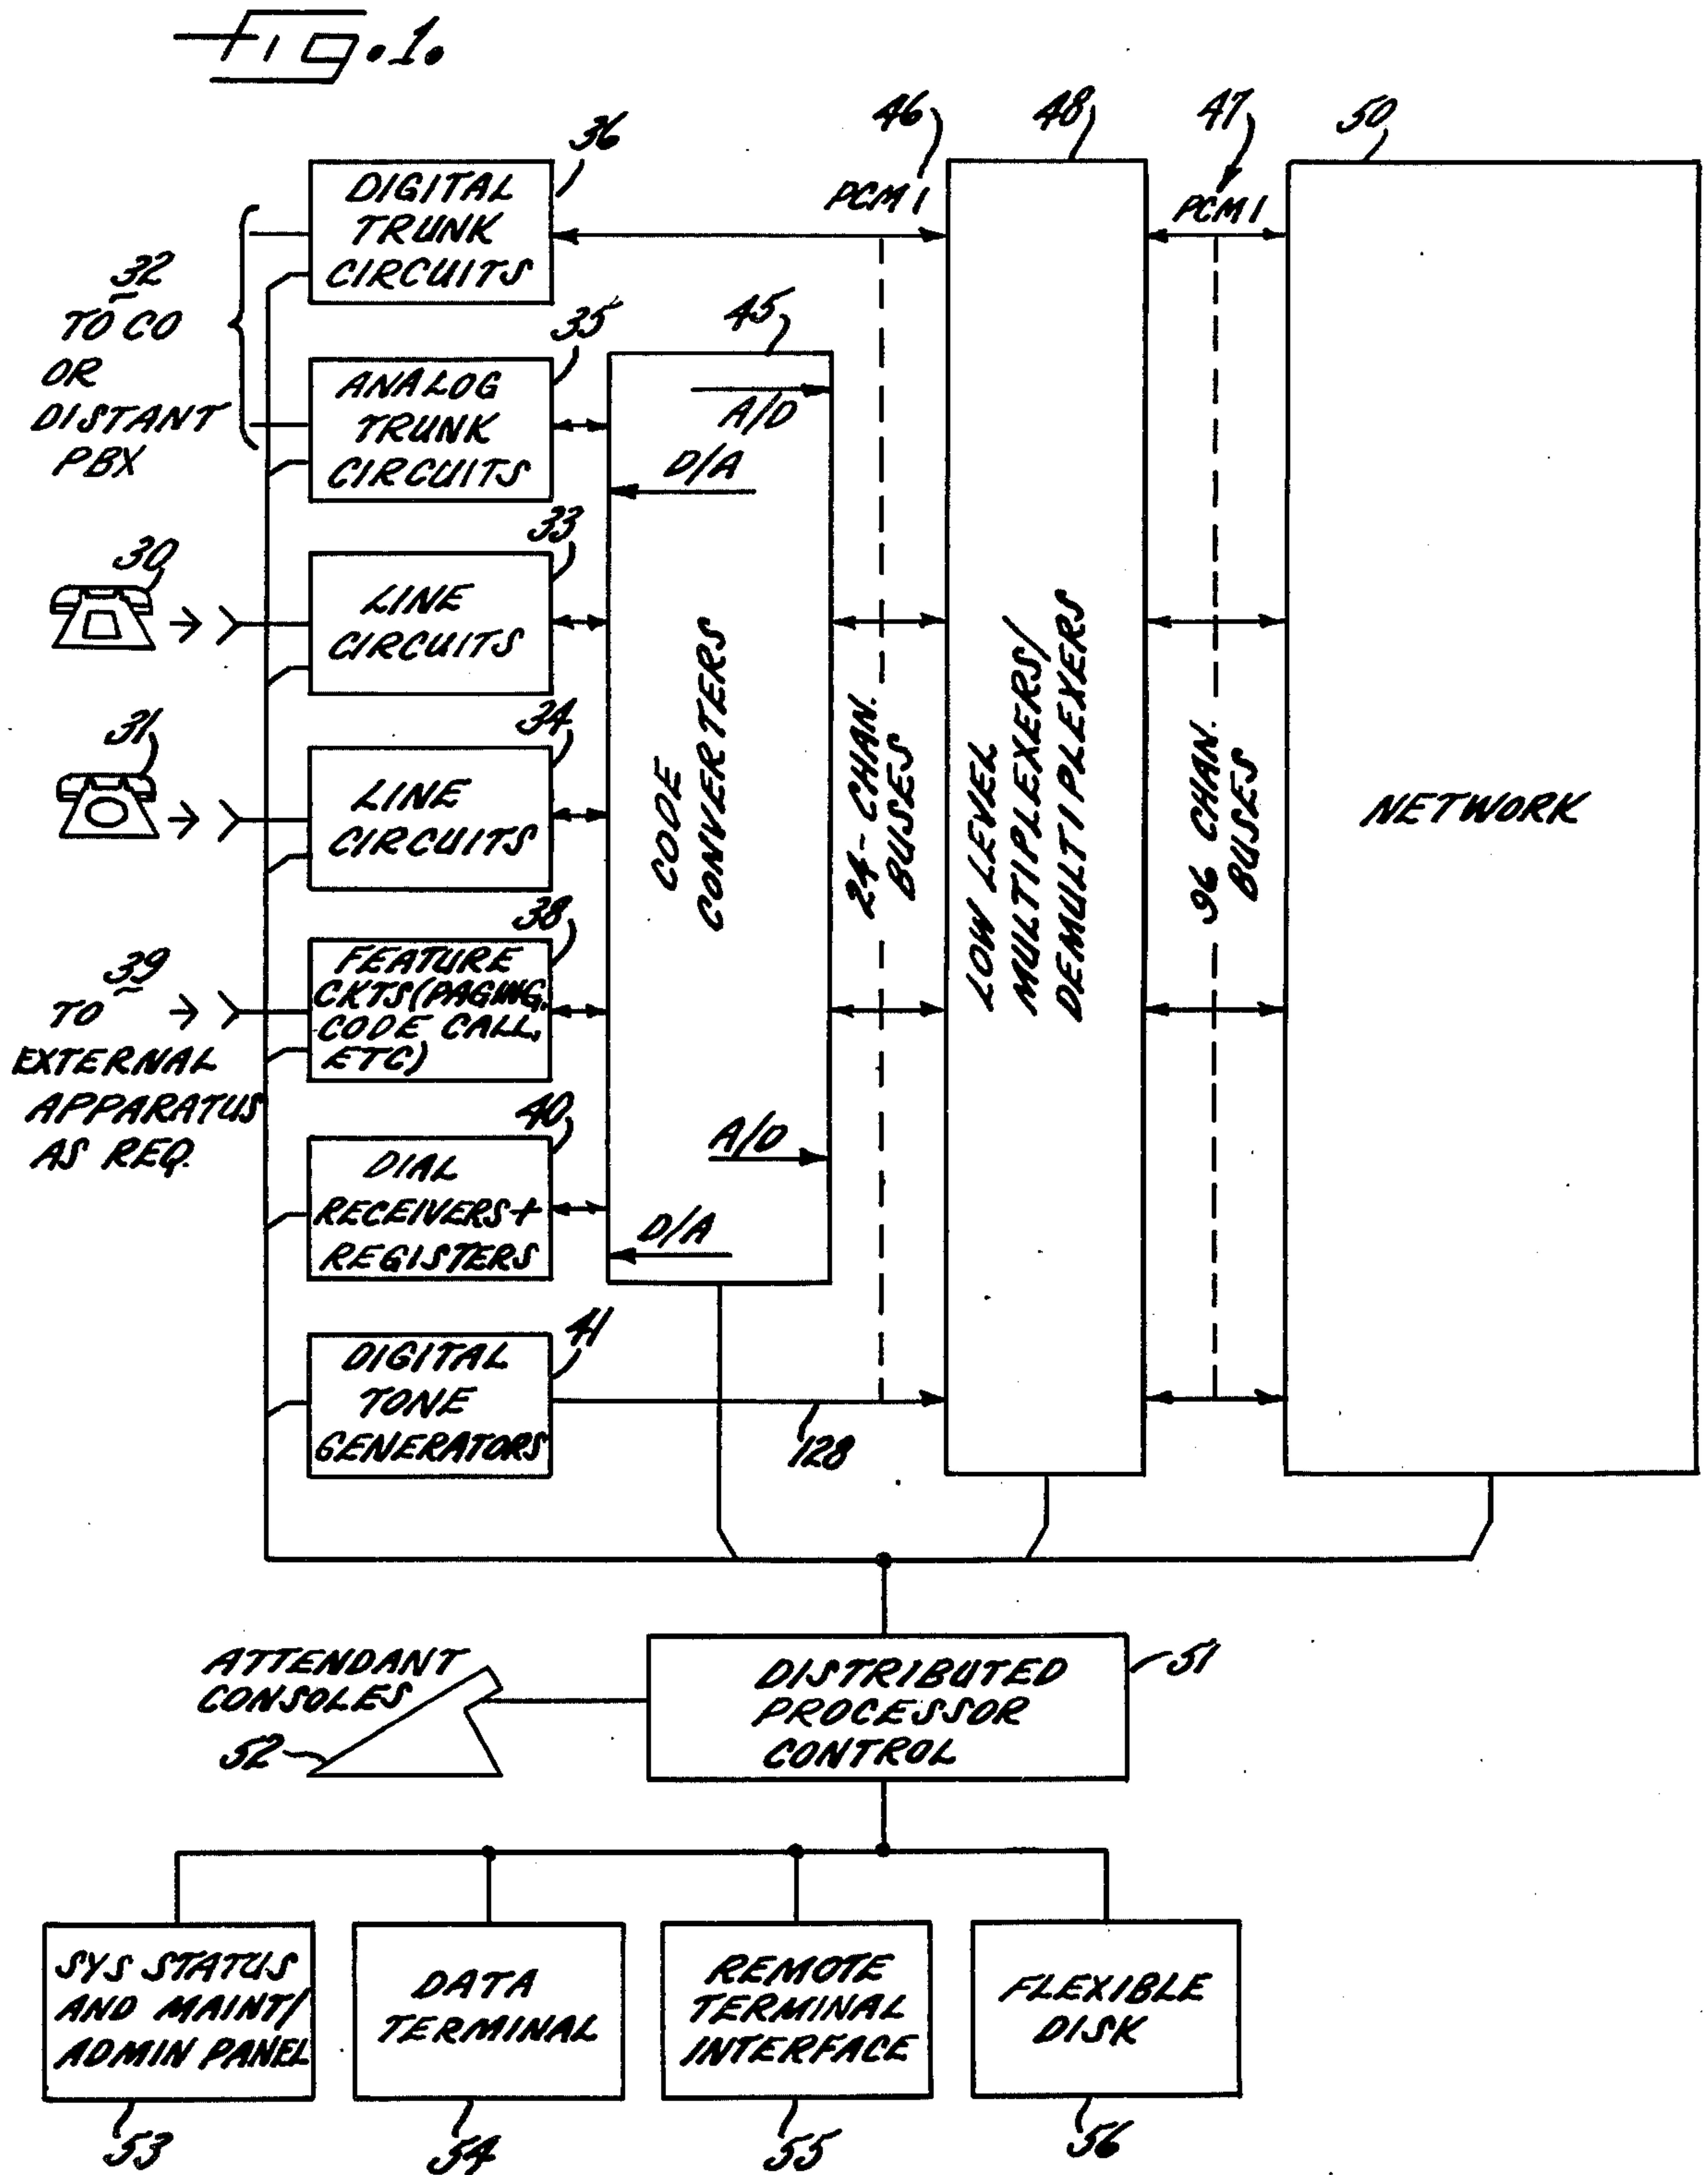 Fig. 1.
36
46
48
47
50
DIGITAL
TRUNK
CIRCUITS
PCM 1
PCM 1
32
TO CO
OR
DISTANT
PBX
35
ANALOG
TRUNK
CIRCUITS
45
A/D
D/A
30
33
LINE
CIRCUITS
31
34
LINE
CIRCUITS
CODE
CONVERTERS
24-CHAN.
BUSES
LOW LEVEL
MULTIPLEXERS/
DEMULTIPLEXERS
96 CHAN.
BUSES
NETWORK
39
TO
EXTERNAL
APPARATUS
AS REQ.
38
FEATURE
CKTS (PAGING,
CODE CALL,
ETC)
40
DIAL
RECEIVERS+
REGISTERS
A/D
D/A
41
DIGITAL
TONE
GENERATORS
128
ATTENDANT
CONSOLES
52
DISTRIBUTED
PROCESSOR
CONTROL
51
SYS STATUS
AND MAINT/
ADMIN PANEL
DATA
TERMINAL
REMOTE
TERMINAL
INTERFACE
FLEXIBLE
DISK
53
54
55
56